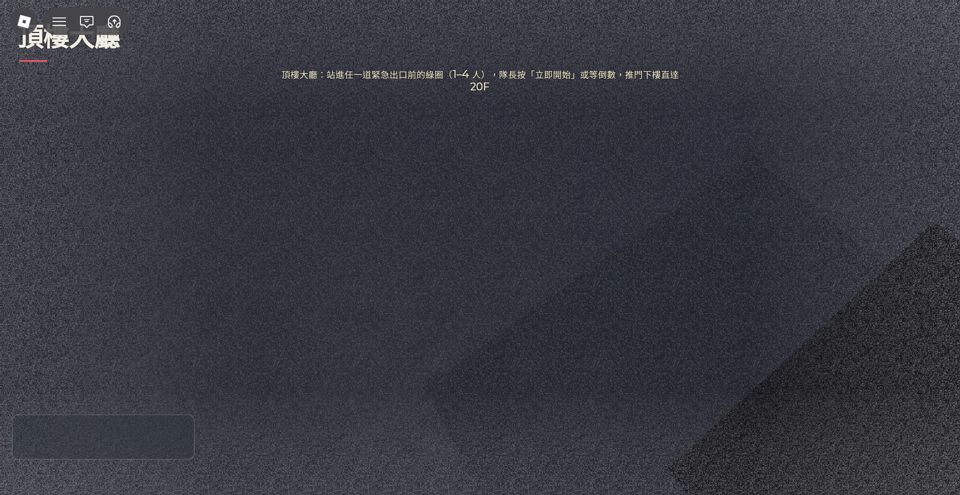 頂樓大廳
頂樓大廳：站進任一道緊急出口前的綠圈（1–4 人），隊長按「立即開始」或等倒數，推門下樓直達
20F